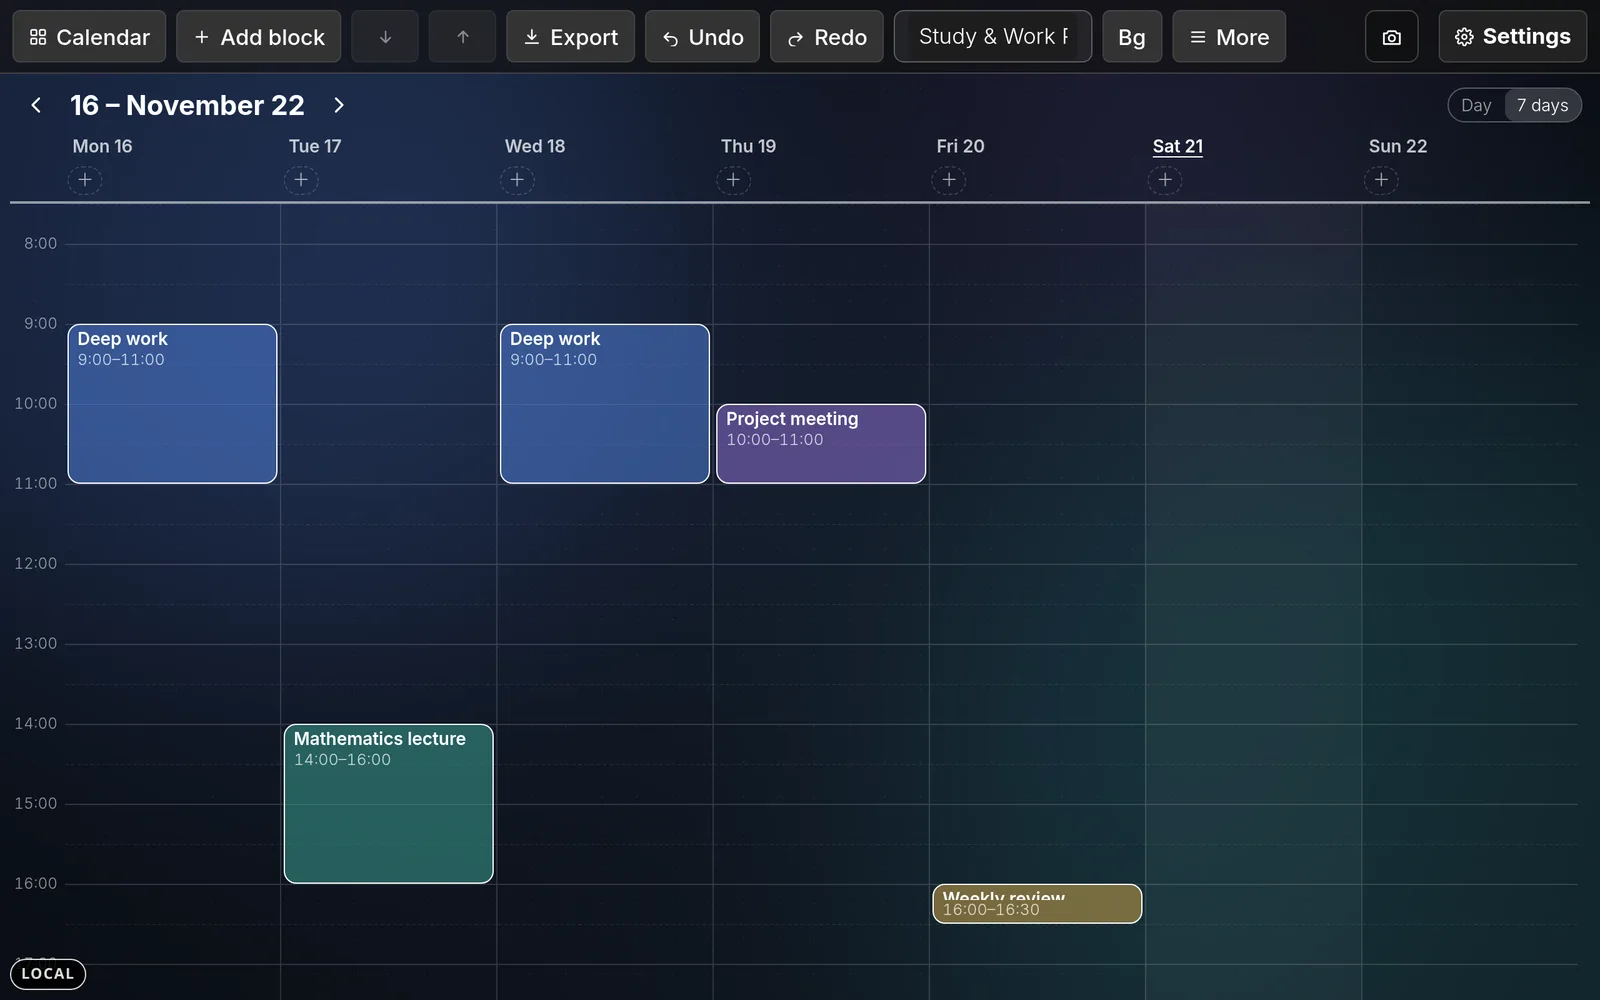 Calendar
Add block
Export
Undo
Redo
Study & Work
Bg
More
Settings
16 – November 22
Day
7 days
Mon 16
Tue 17
Wed 18
Thu 19
Fri 20
Sat 21
Sun 22
8:00
9:00
Deep work
9:00–11:00
Deep work
9:00–11:00
10:00
Project meeting
10:00–11:00
11:00
12:00
13:00
14:00
Mathematics lecture
14:00–16:00
15:00
16:00
Weekly review
16:00–16:30
LOCAL